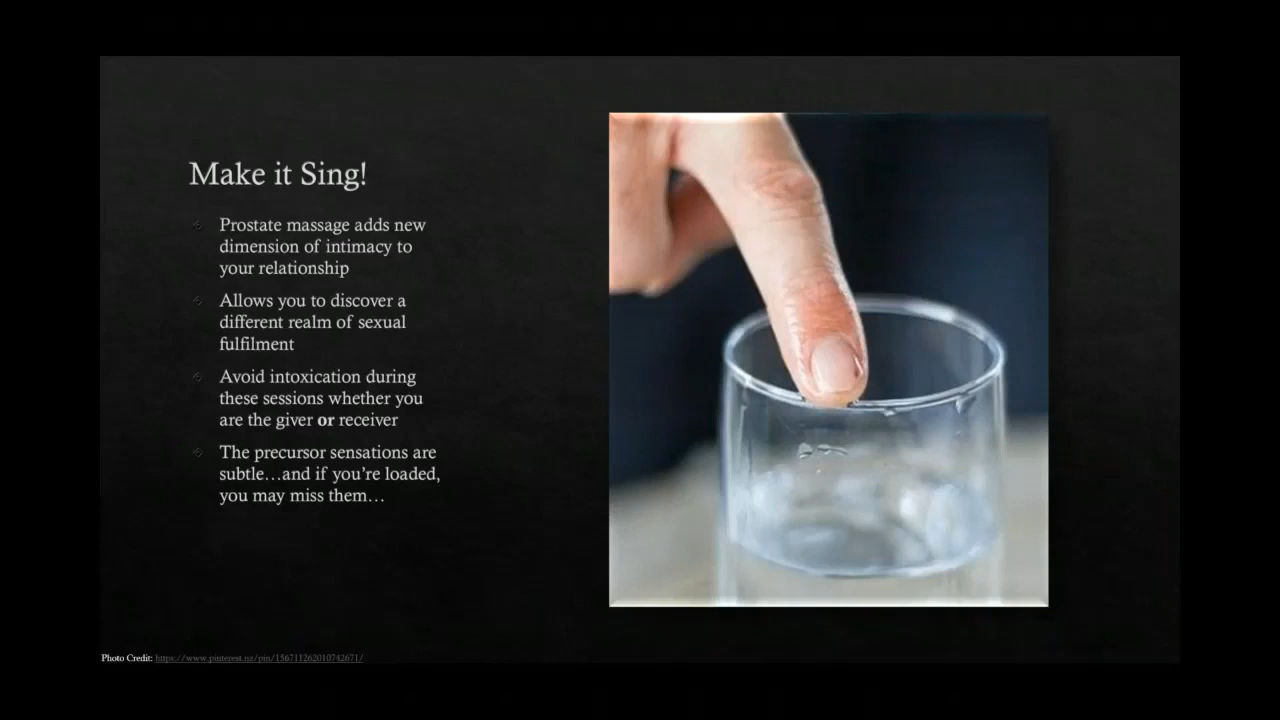 Make it Sing!
Prostate massage adds new
dimension of intimacy to
your relationship
Allows you to discover a
different realm of sexual
fulfilment
Avoid intoxication during
these sessions whether you
are the giver or receiver
The precursor sensations are
subtle…and if you're loaded,
you may miss them…
Photo Credit: https://www.pinterest.nz/pin/156711262010742671/